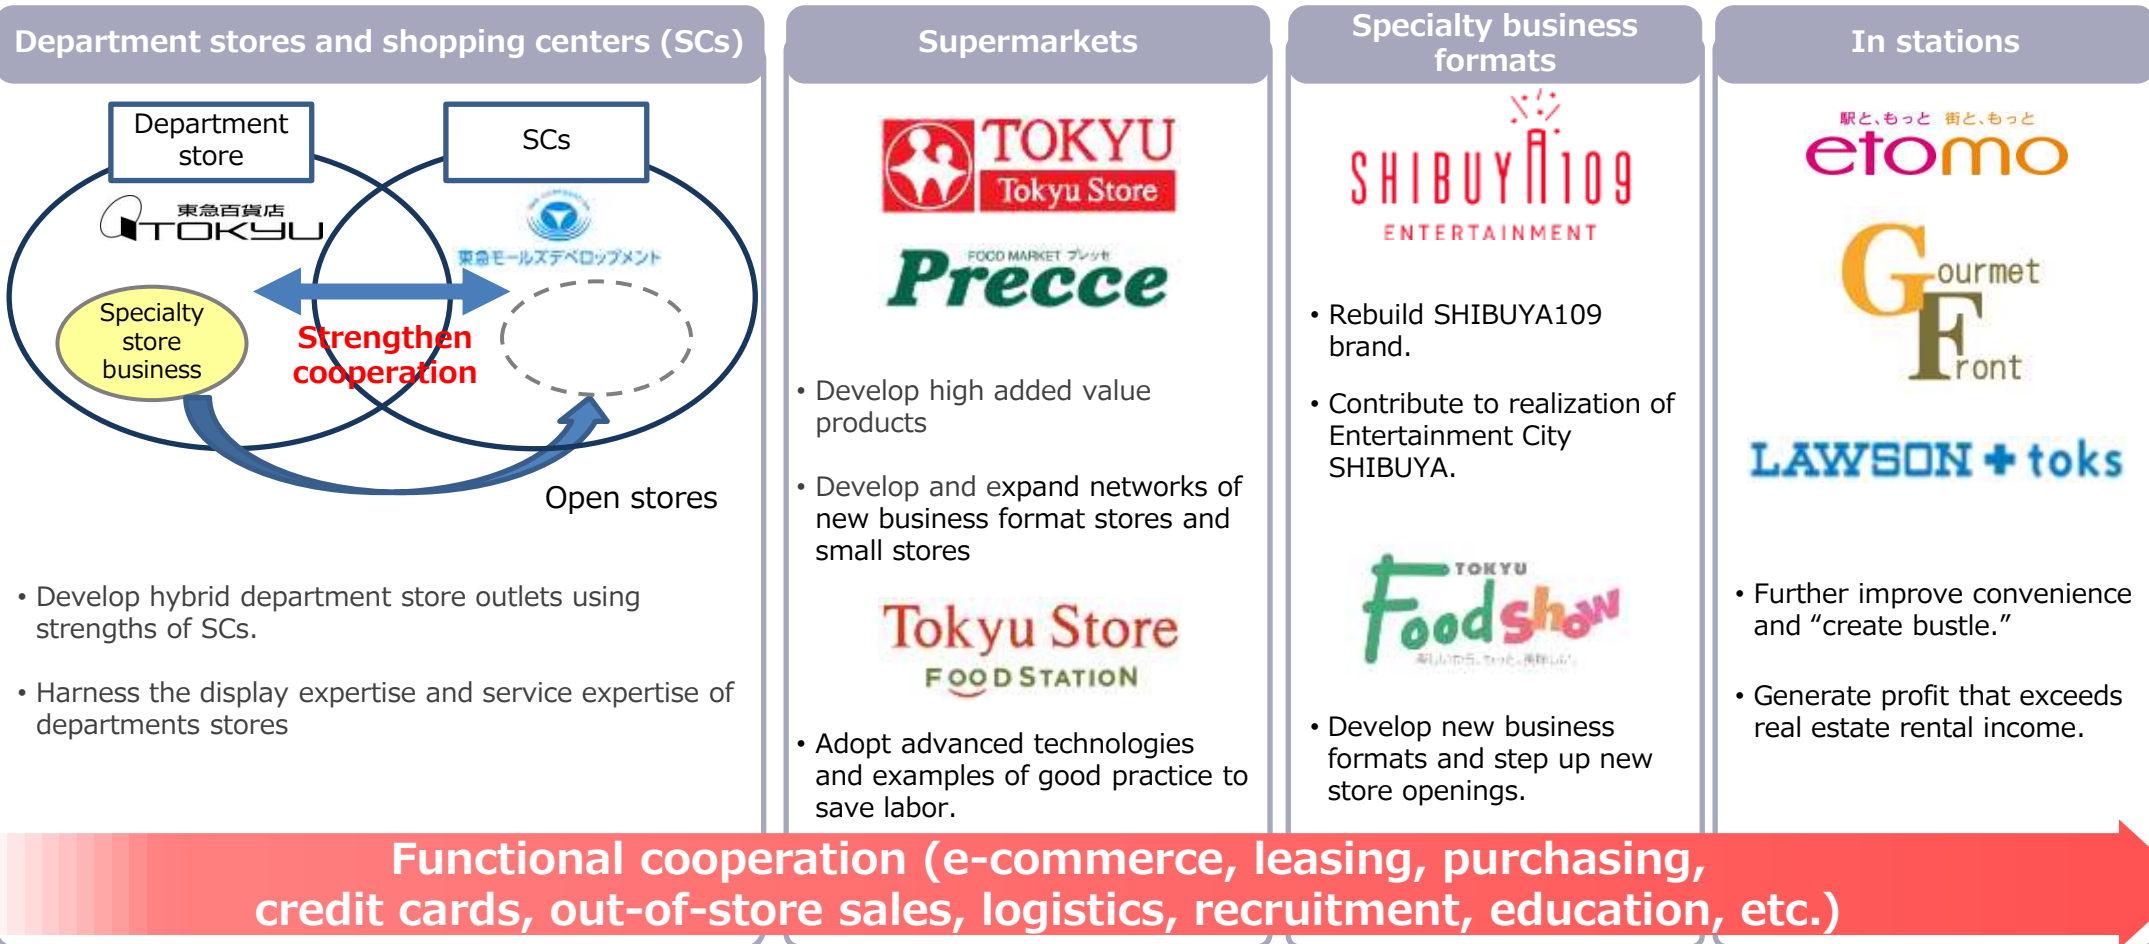 Department stores and shopping centers (SCs)
Department
store
SCs
東急百貨店
TOKYU
東急モールズデベロップメント
Specialty
store
business
Strengthen
cooperation
Open stores
• Develop hybrid department store outlets using
strengths of SCs.
• Harness the display expertise and service expertise of
departments stores
Supermarkets
TOKYU
Tokyu Store
FOOD MARKET プレッセ
Precce
• Develop high added value
products
• Develop and expand networks of
new business format stores and
small stores
Tokyu Store
FOOD STATION
• Adopt advanced technologies
and examples of good practice to
save labor.
Specialty business
formats
SHIBUYA109
ENTERTAINMENT
• Rebuild SHIBUYA109
brand.
• Contribute to realization of
Entertainment City
SHIBUYA.
TOKYU
Foodshow
• Develop new business
formats and step up new
store openings.
In stations
駅と、もっと 街と、もっと
etomo
Gourmet
Front
LAWSON + toks
• Further improve convenience
and “create bustle.”
• Generate profit that exceeds
real estate rental income.
Functional cooperation (e-commerce, leasing, purchasing,
credit cards, out-of-store sales, logistics, recruitment, education, etc.)